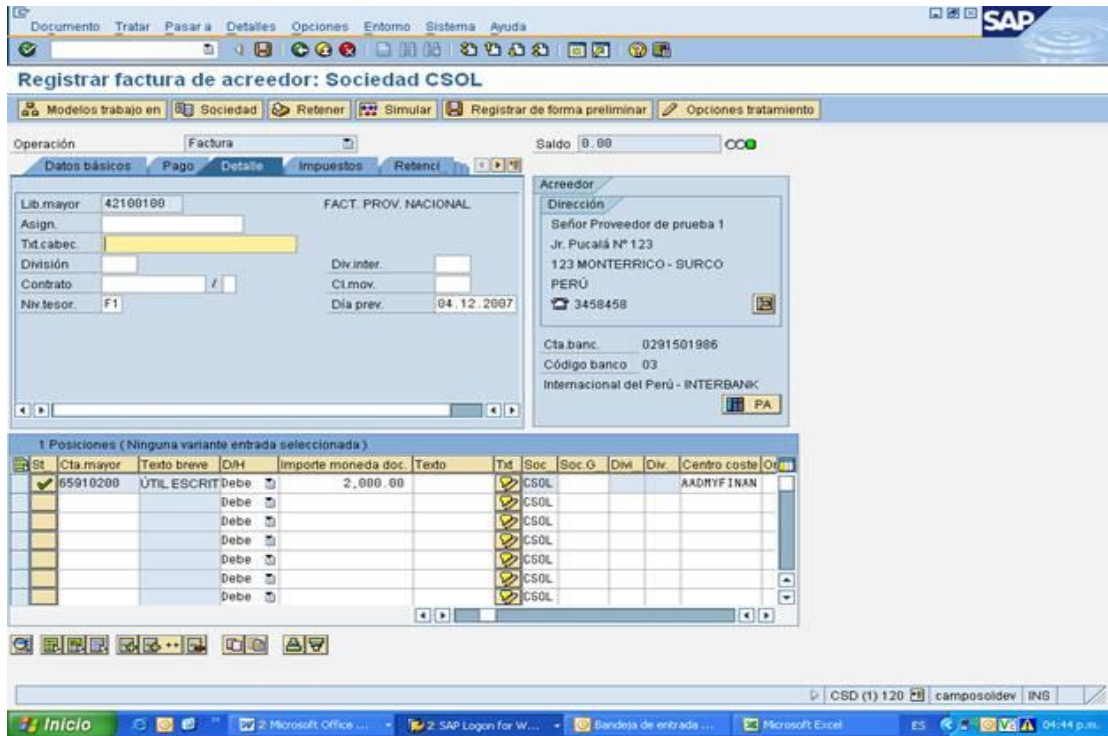 Documento Tratar Pasar a Detalles Opciones Entorno Sistema Ayuda
SAP
Registrar factura de acreedor: Sociedad CSOL
Modelos trabajo en Sociedad Retener Simular Registrar de forma preliminar Opciones tratamiento
Operación Factura Saldo 0.00
Datos básicos Pago Detalle Impuestos Retenci
Lib.mayor 42100100 FACT. PROV. NACIONAL
Asign.
Txt.cabec.
División Div.inter.
Contrato / Cl.mov.
Niv.tesor. F1 Día prev. 04.12.2007
Acreedor
Dirección
Señor Proveedor de prueba 1
Jr. Pucalá Nº 123
123 MONTERRICO - SURCO
PERÚ
3458458
Cta.banc. 0291501986
Código banco 03
Internacional del Perú - INTERBANK
PA
1 Posiciones ( Ninguna variante entrada seleccionada )
St Cta.mayor Texto breve D/H Importe moneda doc. Texto Txt Soc Soc.G Divi Div. Centro coste Or
65910200 ÚTIL ESCRIT Debe 2,000.00 CSOL AADMYFINAN
Debe CSOL
Debe CSOL
Debe CSOL
Debe CSOL
Debe CSOL
Debe CSOL
CSD (1) 120 camposoldev INS
Inicio 2 Microsoft Office ... 2 SAP Logon for W... Bandeja de entrada ... Microsoft Excel ES 04:44 p.m.